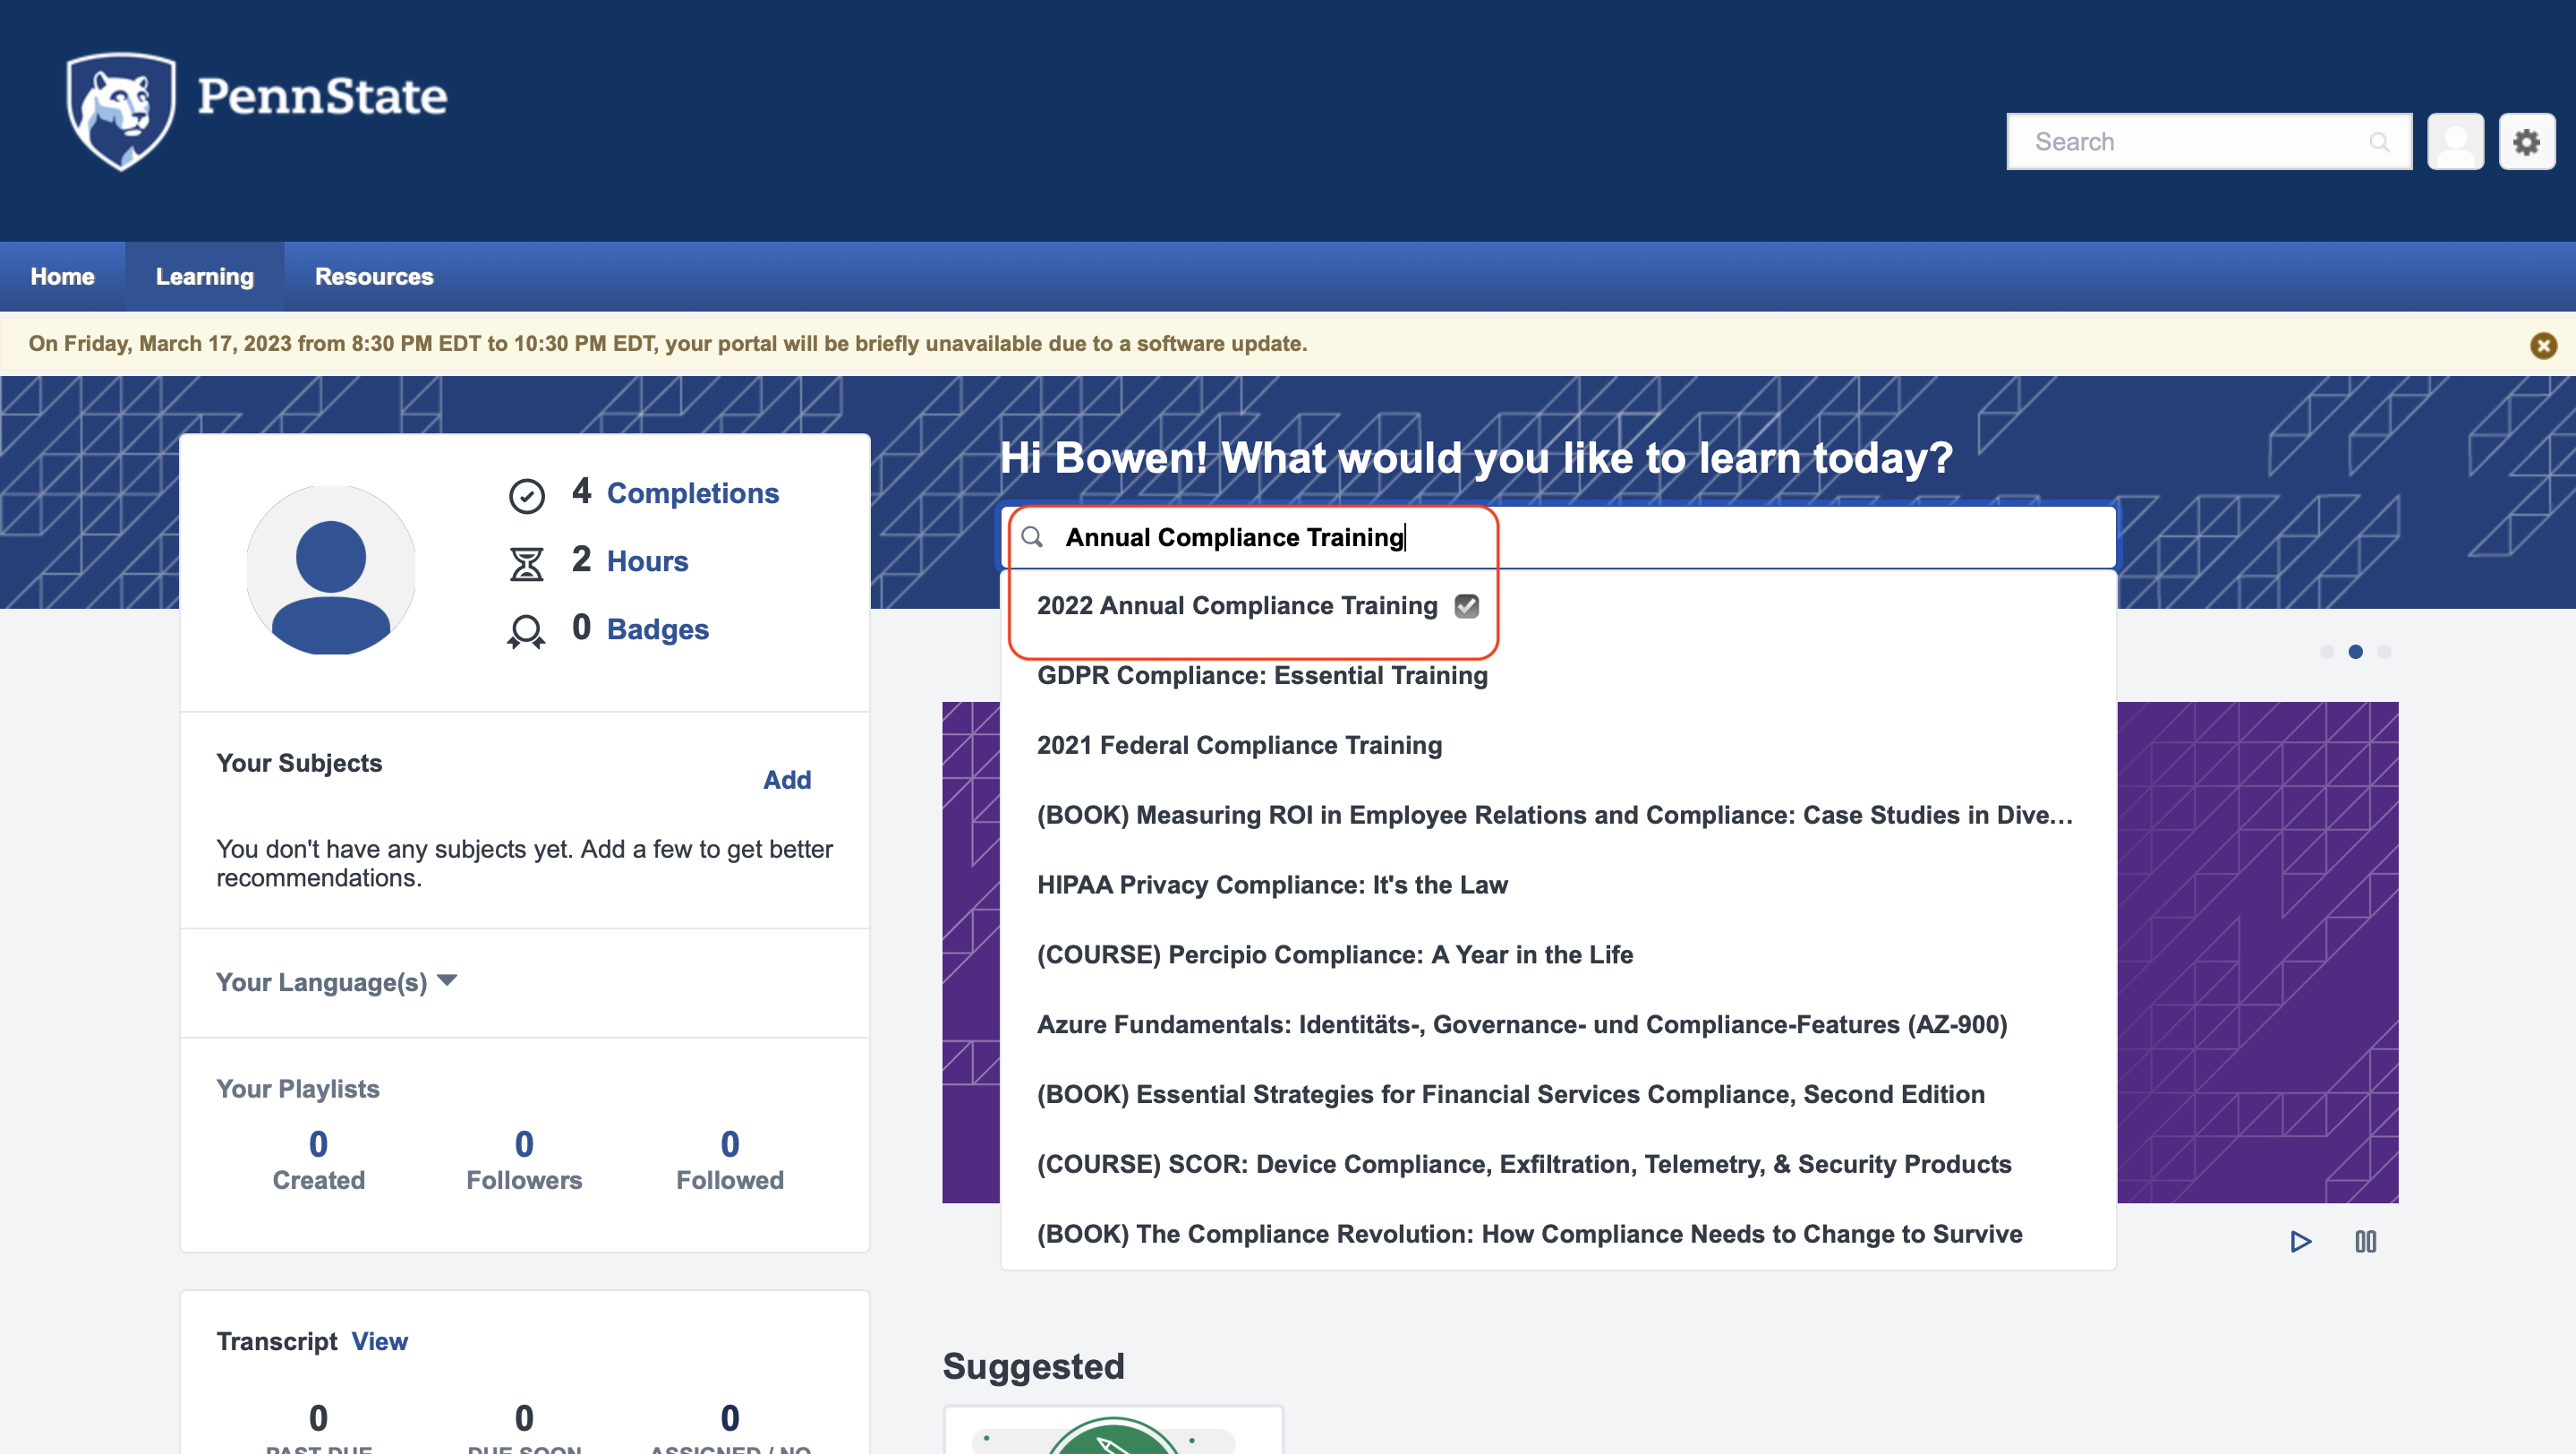 PennState
Search
Home
Learning
Resources
On Friday, March 17, 2023 from 8:30 PM EDT to 10:30 PM EDT, your portal will be briefly unavailable due to a software update.
4 Completions
2 Hours
0 Badges
Your Subjects
Add
You don't have any subjects yet. Add a few to get better
recommendations.
Your Language(s)
Your Playlists
0 0 0
Created Followers Followed
Transcript View
0 0 0
PAST DUE DUE SOON ASSIGNED / NO
Hi Bowen! What would you like to learn today?
Annual Compliance Training
2022 Annual Compliance Training
GDPR Compliance: Essential Training
2021 Federal Compliance Training
(BOOK) Measuring ROI in Employee Relations and Compliance: Case Studies in Dive...
HIPAA Privacy Compliance: It's the Law
(COURSE) Percipio Compliance: A Year in the Life
Azure Fundamentals: Identitäts-, Governance- und Compliance-Features (AZ-900)
(BOOK) Essential Strategies for Financial Services Compliance, Second Edition
(COURSE) SCOR: Device Compliance, Exfiltration, Telemetry, & Security Products
(BOOK) The Compliance Revolution: How Compliance Needs to Change to Survive
Suggested